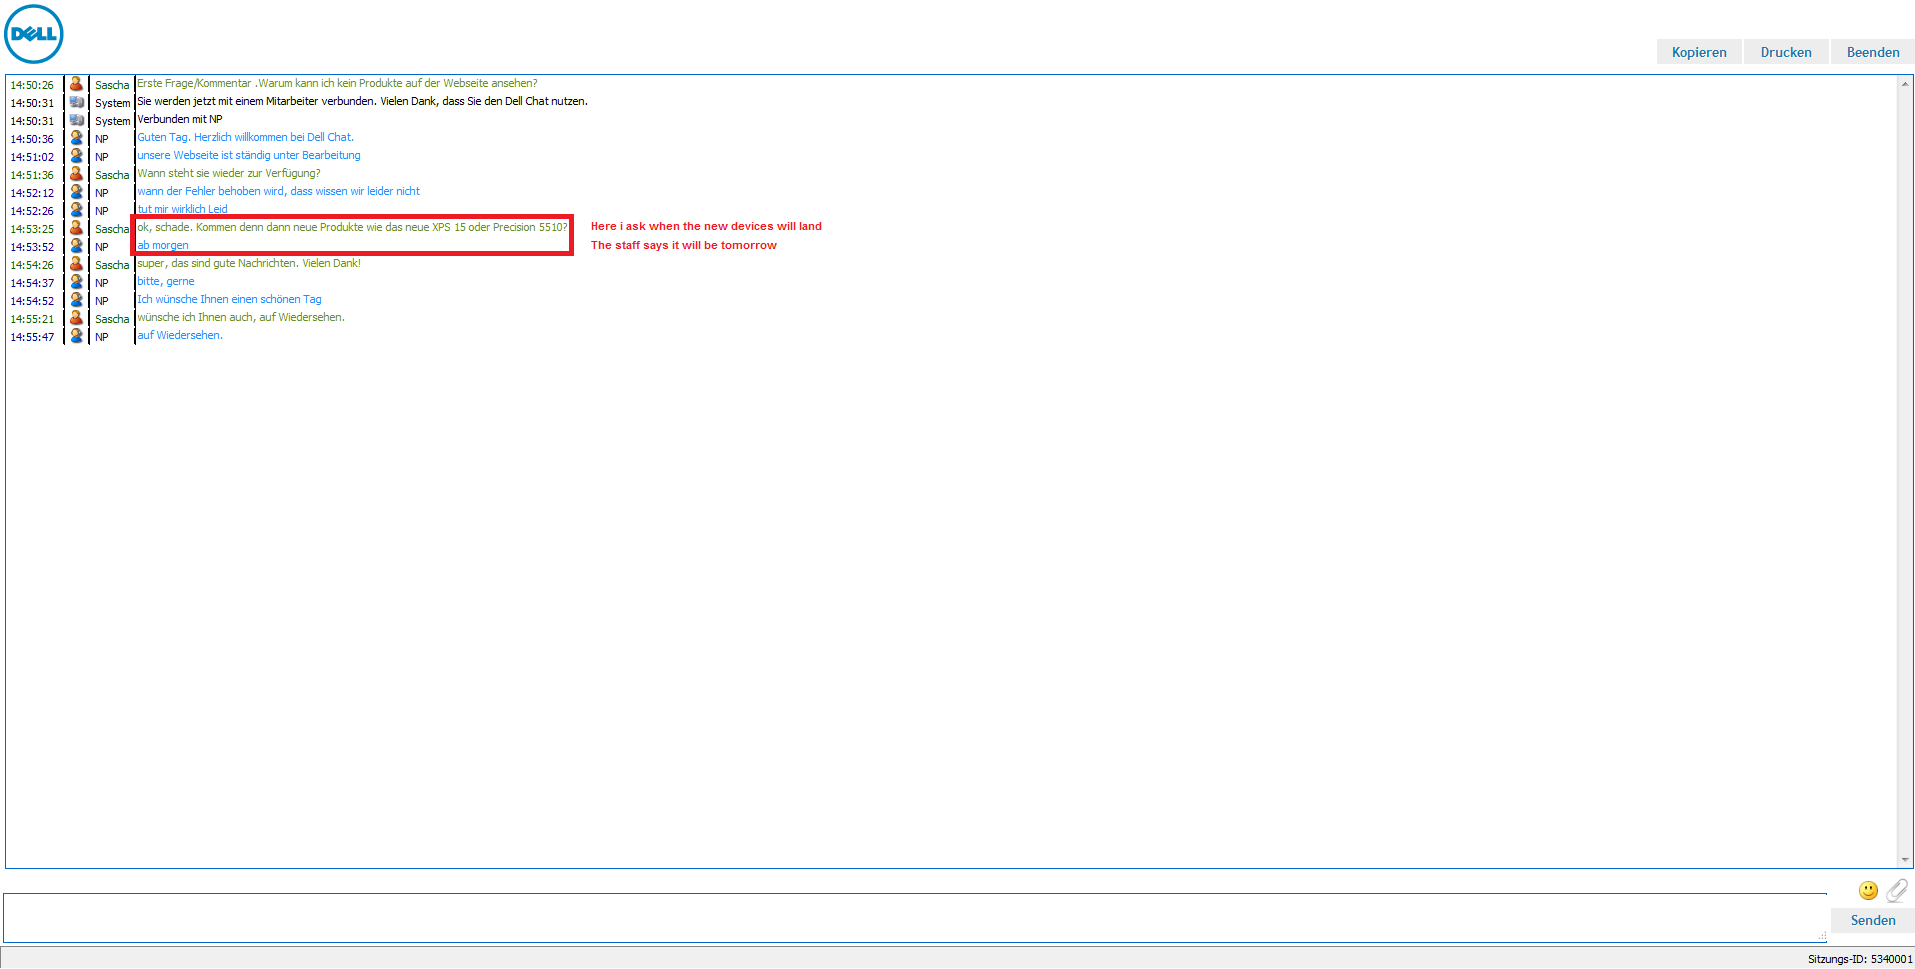 DELL
Kopieren Drucken Beenden
14:50:26 Sascha Erste Frage/Kommentar .Warum kann ich kein Produkte auf der Webseite ansehen?
14:50:31 System Sie werden jetzt mit einem Mitarbeiter verbunden. Vielen Dank, dass Sie den Dell Chat nutzen.
14:50:31 System Verbunden mit NP
14:50:36 NP Guten Tag. Herzlich willkommen bei Dell Chat.
14:51:02 NP unsere Webseite ist ständig unter Bearbeitung
14:51:36 Sascha Wann steht sie wieder zur Verfügung?
14:52:12 NP wann der Fehler behoben wird, dass wissen wir leider nicht
14:52:26 NP tut mir wirklich Leid
14:53:25 Sascha ok, schade. Kommen denn dann neue Produkte wie das neue XPS 15 oder Precision 5510? Here i ask when the new devices will land
14:53:52 NP ab morgen The staff says it will be tomorrow
14:54:26 Sascha super, das sind gute Nachrichten. Vielen Dank!
14:54:37 NP bitte, gerne
14:54:52 NP Ich wünsche Ihnen einen schönen Tag
14:55:21 Sascha wünsche ich Ihnen auch, auf Wiedersehen.
14:55:47 NP auf Wiedersehen.
Senden
Sitzungs-ID: 5340001